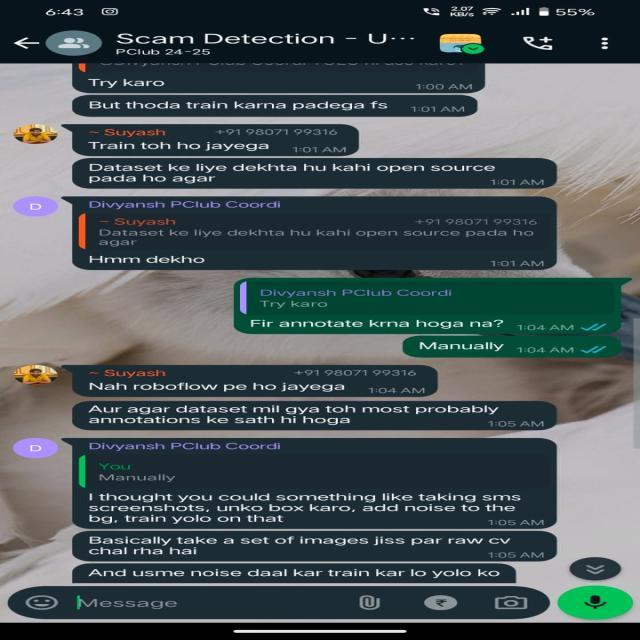 6:43
2.07
KB/s
55%
Scam Detection - U...
PClub 24-25
Try karo
1:00 AM
But thoda train karna padega fs 1:01 AM
~ Suyash +91 98071 99316
Train toh ho jayega 1:01 AM
Dataset ke liye dekhta hu kahi open source
pada ho agar 1:01 AM
D
Divyansh PClub Coordi
~ Suyash +91 98071 99316
Dataset ke liye dekhta hu kahi open source pada ho
agar
Hmm dekho 1:01 AM
Divyansh PClub Coordi
Try karo
Fir annotate krna hoga na? 1:04 AM
Manually 1:04 AM
~ Suyash +91 98071 99316
Nah roboflow pe ho jayega 1:04 AM
Aur agar dataset mil gya toh most probably
annotations ke sath hi hoga 1:05 AM
D
Divyansh PClub Coordi
You
Manually
I thought you could something like taking sms
screenshots, unko box karo, add noise to the
bg, train yolo on that 1:05 AM
Basically take a set of images jiss par raw cv
chal rha hai 1:05 AM
And usme noise daal kar train kar lo yolo ko
Message